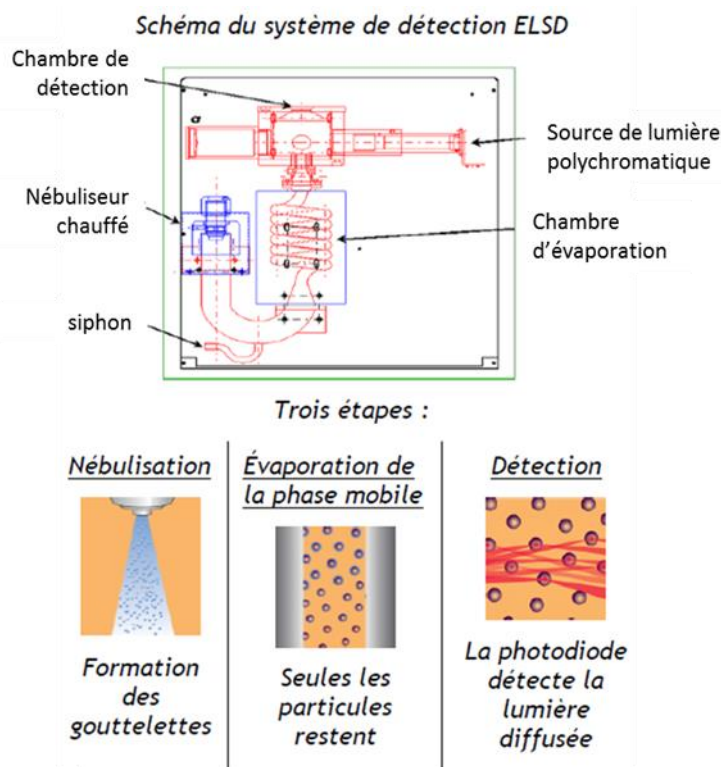 Schéma du système de détection ELSD
Chambre de
détection
Source de lumière
polychromatique
Nébuliseur
chauffé
Chambre
d'évaporation
siphon
Trois étapes :
Nébulisation
Évaporation de
la phase mobile
Détection
Formation
des
gouttelettes
Seules les
particules
restent
La photodiode
détecte la
lumière
diffusée